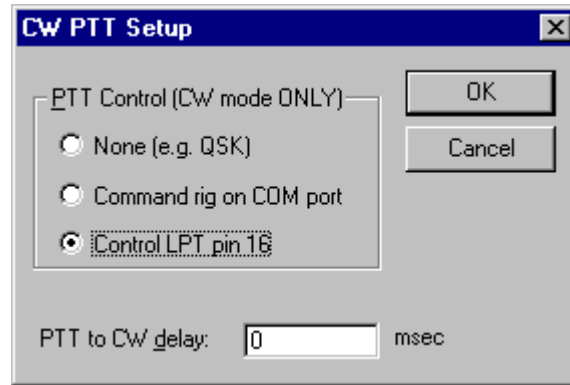 CW PTT Setup
PTT Control (CW mode ONLY)
None (e.g. QSK)
Command rig on COM port
Control LPT pin 16
OK
Cancel
PTT to CW delay: 0 msec